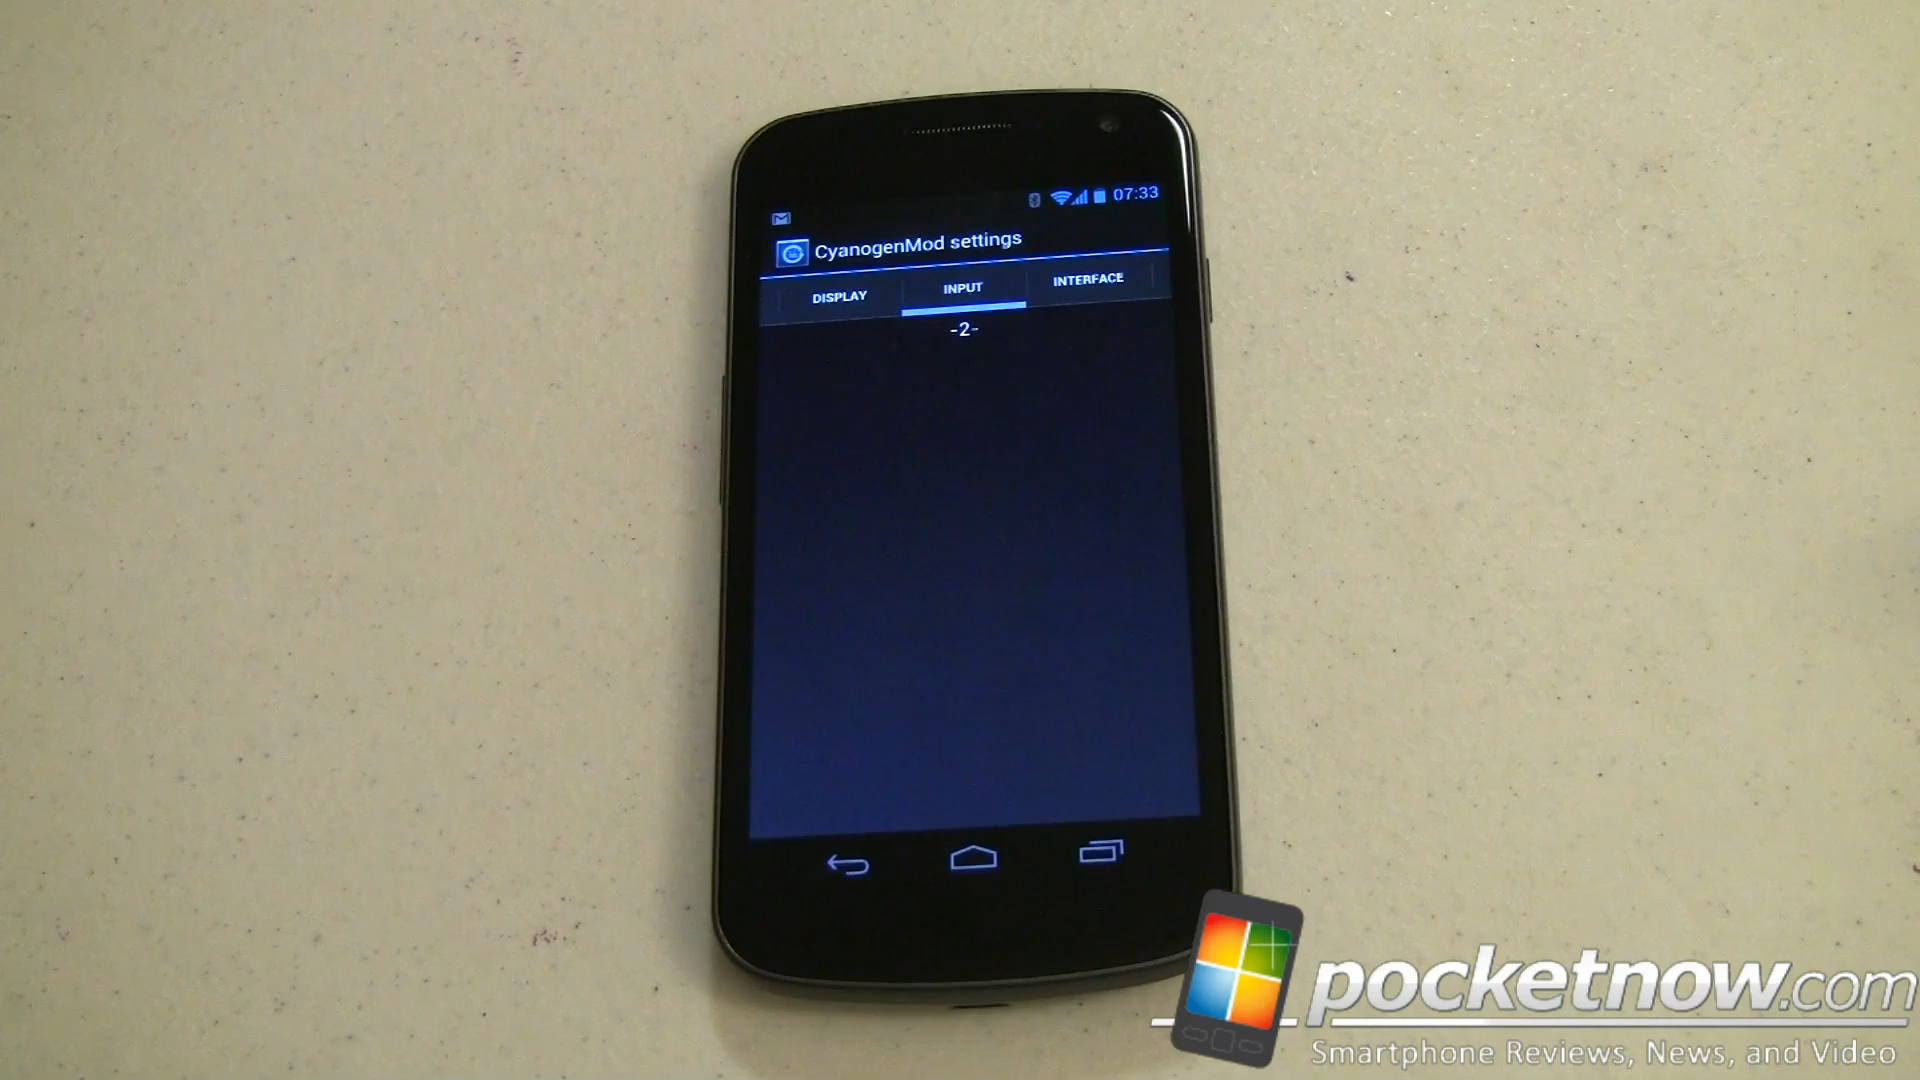 07:33
CyanogenMod settings
DISPLAY INPUT INTERFACE
-2-
pocketnow.com
Smartphone Reviews, News, and Video